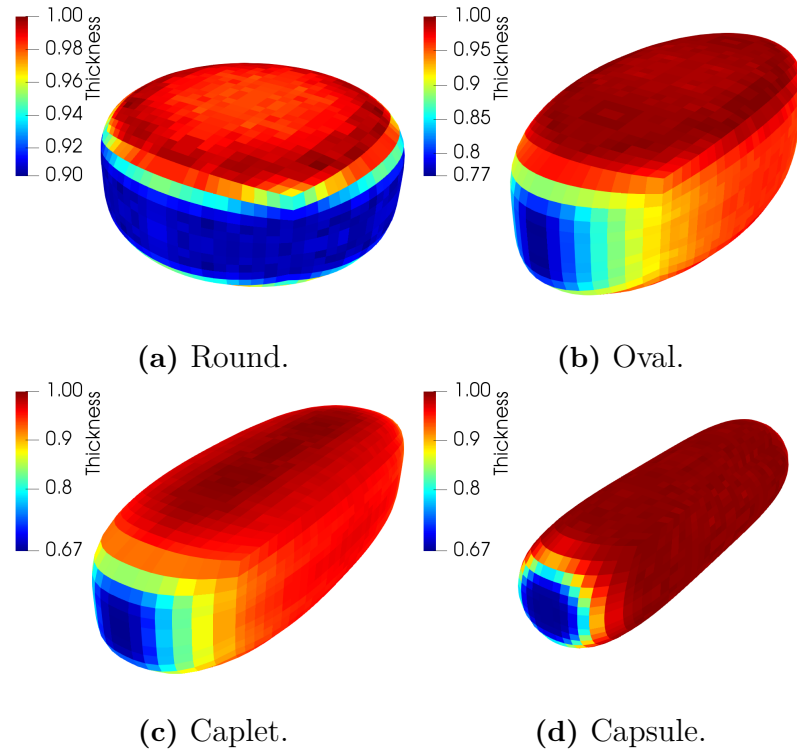 1.00
0.98
0.96
0.94
0.92
0.90
Thickness
1.00
0.95
0.9
0.85
0.8
0.77
Thickness
(a) Round.
(b) Oval.
1.00
0.9
0.8
0.67
Thickness
1.00
0.9
0.8
0.67
Thickness
(c) Caplet.
(d) Capsule.